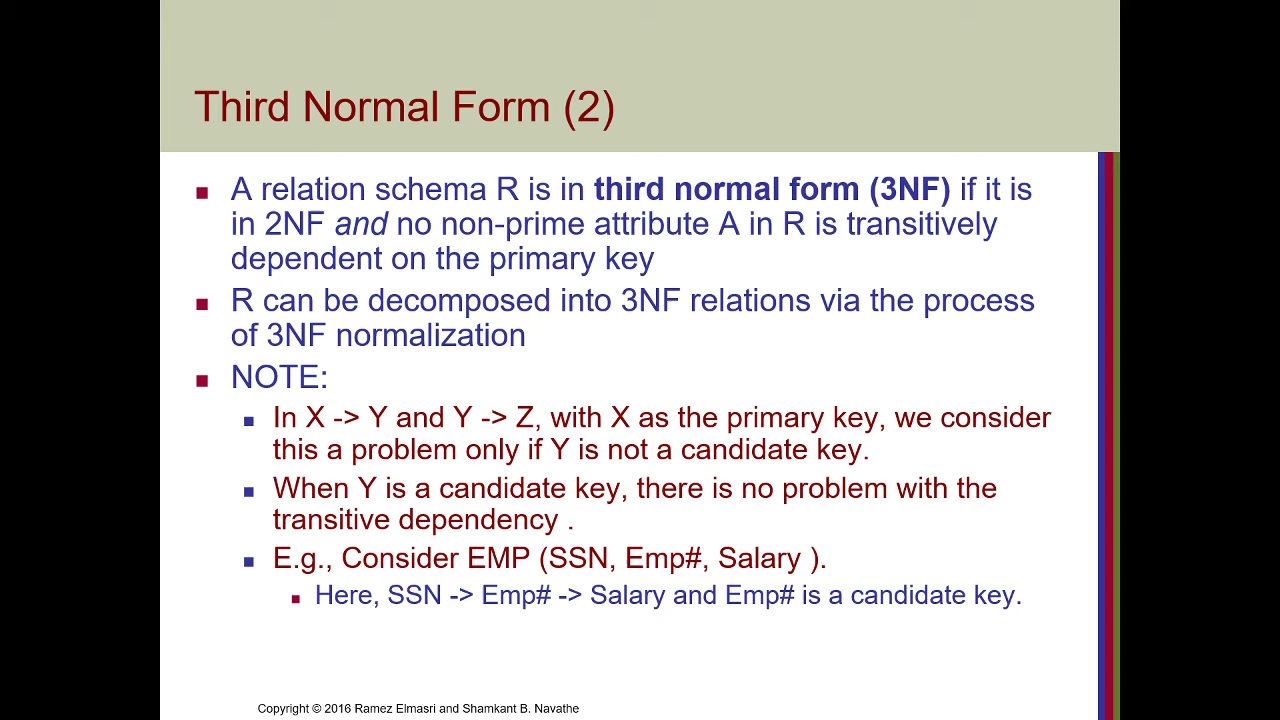 Third Normal Form (2)
A relation schema R is in third normal form (3NF) if it is
in 2NF and no non-prime attribute A in R is transitively
dependent on the primary key
R can be decomposed into 3NF relations via the process
of 3NF normalization
NOTE:
In X -> Y and Y -> Z, with X as the primary key, we consider
this a problem only if Y is not a candidate key.
When Y is a candidate key, there is no problem with the
transitive dependency .
E.g., Consider EMP (SSN, Emp#, Salary ).
Here, SSN -> Emp# -> Salary and Emp# is a candidate key.
Copyright © 2016 Ramez Elmasri and Shamkant B. Navathe